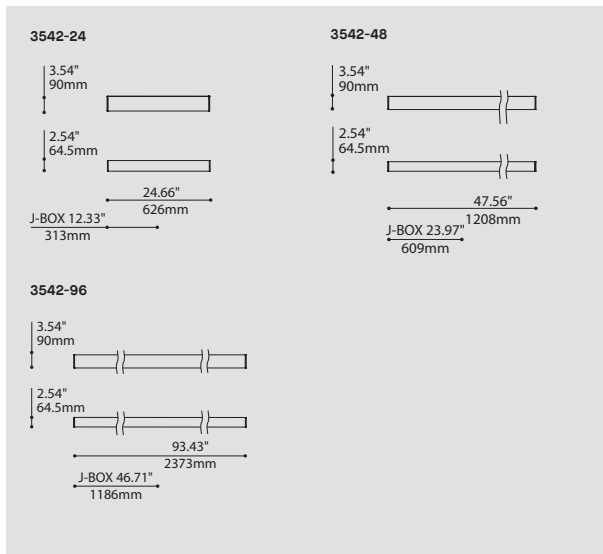 3542-24
3.54"
90mm
2.54"
64.5mm
24.66"
626mm
J-BOX 12.33"
313mm
3542-48
3.54"
90mm
2.54"
64.5mm
47.56"
1208mm
J-BOX 23.97"
609mm
3542-96
3.54"
90mm
2.54"
64.5mm
93.43"
2373mm
J-BOX 46.71"
1186mm